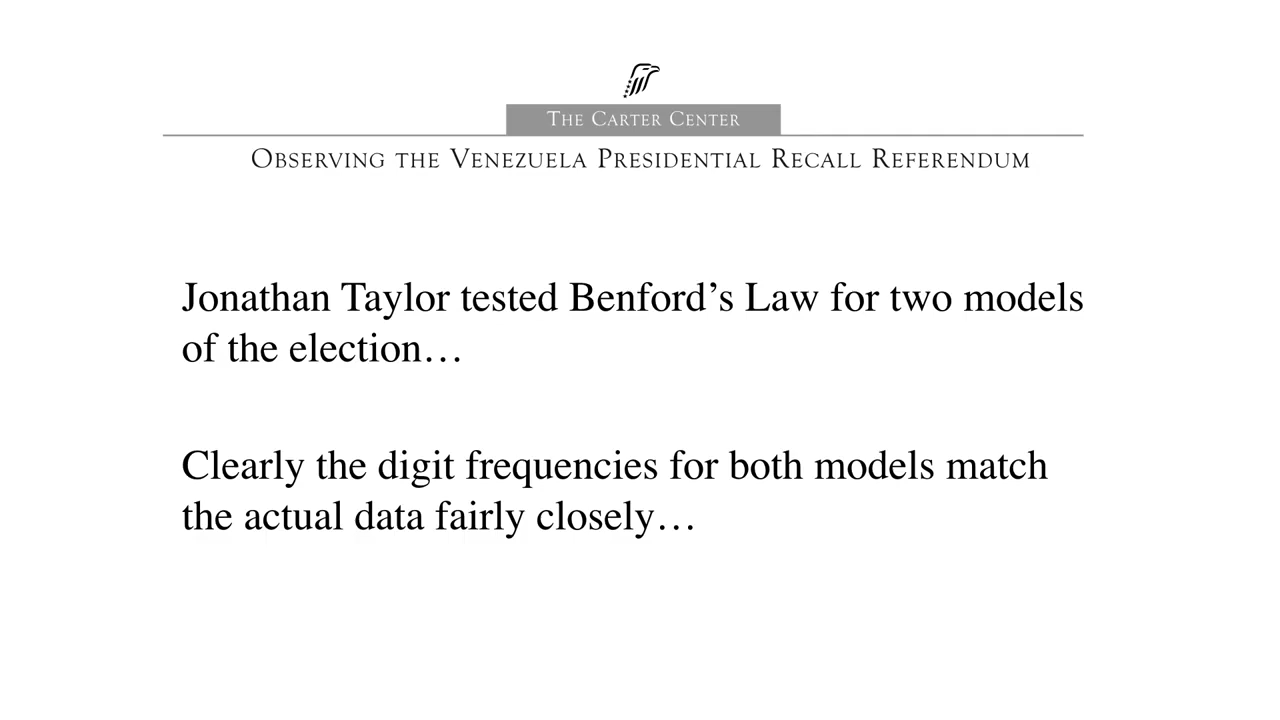 THE CARTER CENTER
OBSERVING THE VENEZUELA PRESIDENTIAL RECALL REFERENDUM
Jonathan Taylor tested Benford’s Law for two models
of the election…
Clearly the digit frequencies for both models match
the actual data fairly closely…